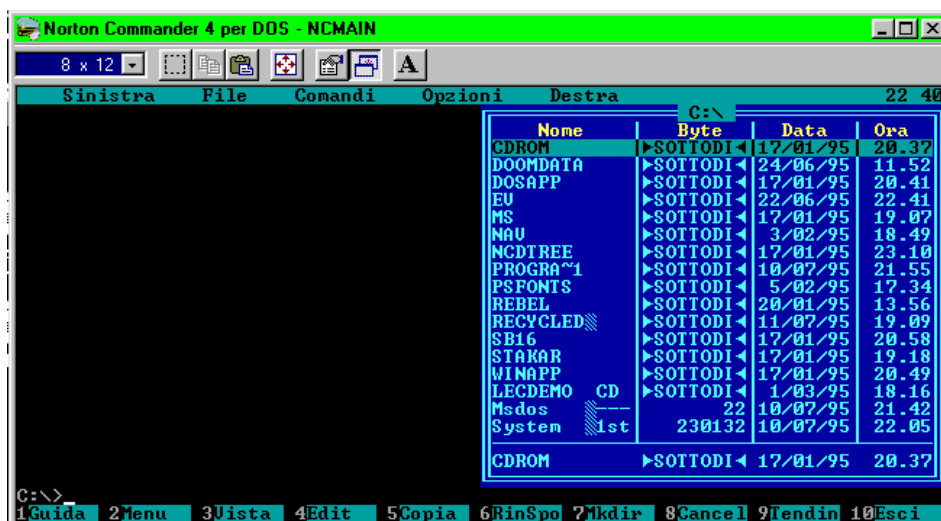 Norton Commander 4 per DOS - NCMAIN
8 x 12 A
Sinistra File Comandi Opzioni Destra 22 40
C:\
Nome Byte Data Ora
CDROM ►SOTTODI◄ 17/01/95 20.37
DOOMDATA ►SOTTODI◄ 24/06/95 11.52
DOSAPP ►SOTTODI◄ 17/01/95 20.41
EV ►SOTTODI◄ 22/06/95 22.41
MS ►SOTTODI◄ 17/01/95 19.07
NAV ►SOTTODI◄ 3/02/95 18.49
NCDTREE ►SOTTODI◄ 17/01/95 23.10
PROGRA~1 ►SOTTODI◄ 10/07/95 21.55
PSFONTS ►SOTTODI◄ 5/02/95 17.34
REBEL ►SOTTODI◄ 20/01/95 13.56
RECYCLED▒ ►SOTTODI◄ 11/07/95 19.09
SB16 ►SOTTODI◄ 17/01/95 20.58
STAKAR ►SOTTODI◄ 17/01/95 19.18
WINAPP ►SOTTODI◄ 17/01/95 20.49
LECDEMO CD ►SOTTODI◄ 1/03/95 18.16
Msdos ▒--- 22 10/07/95 21.42
System ▒1st 230132 10/07/95 22.05
CDROM ►SOTTODI◄ 17/01/95 20.37
C:\>_
1Guida 2Menu 3Vista 4Edit 5Copia 6RinSpo 7Mkdir 8Cancel 9Tendin 10Esci